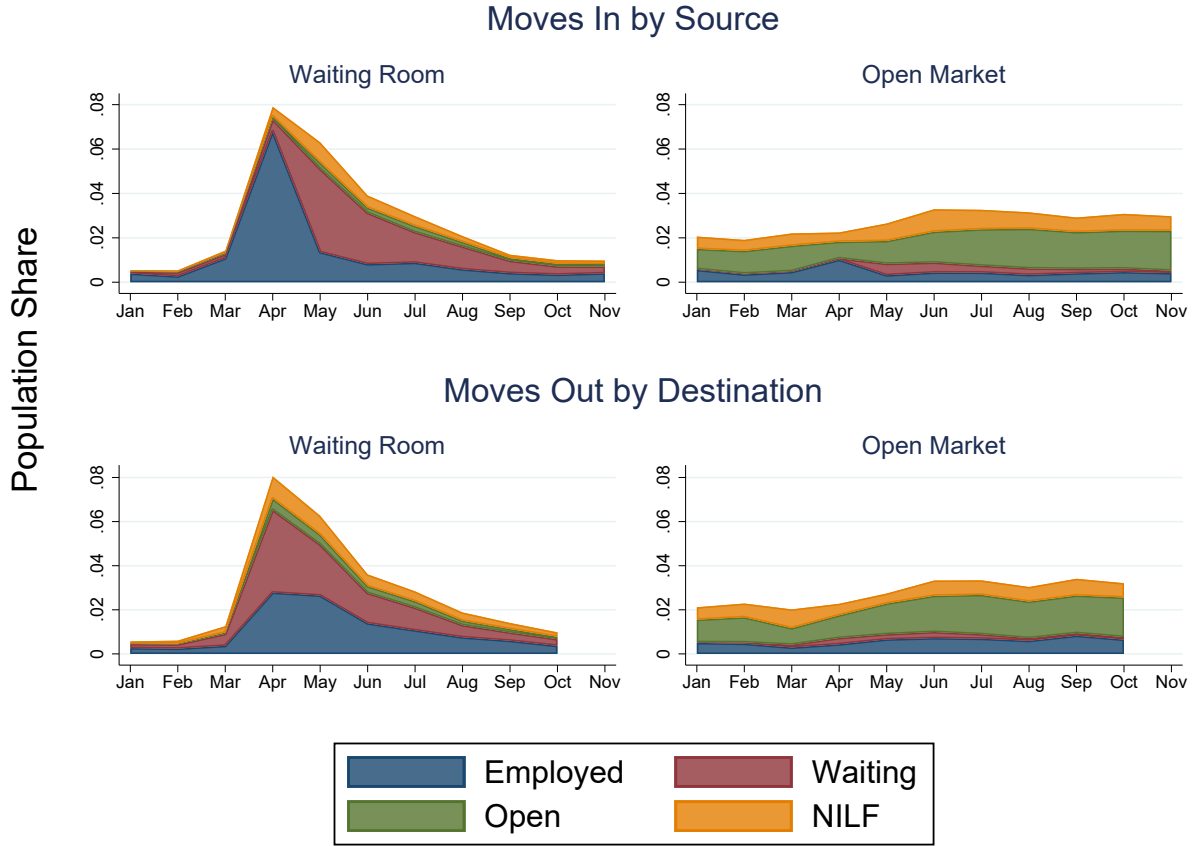 Moves In by Source
Waiting Room
Open Market
Population Share
.08
.06
.04
.02
0
Jan Feb Mar Apr May Jun Jul Aug Sep Oct Nov
.08
.06
.04
.02
0
Jan Feb Mar Apr May Jun Jul Aug Sep Oct Nov
Moves Out by Destination
Waiting Room
Open Market
.08
.06
.04
.02
0
Jan Feb Mar Apr May Jun Jul Aug Sep Oct Nov
.08
.06
.04
.02
0
Jan Feb Mar Apr May Jun Jul Aug Sep Oct Nov
Employed
Waiting
Open
NILF